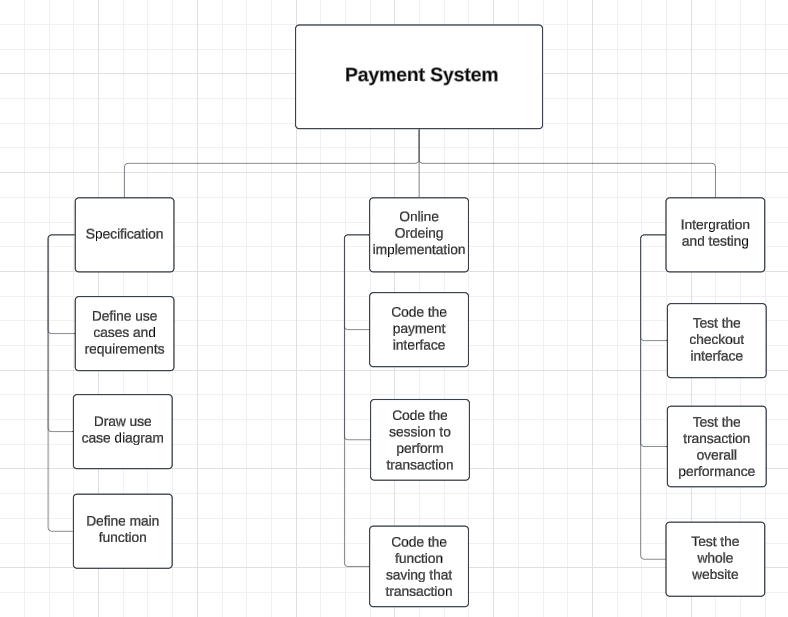 Payment System
Specification
Define use
cases and
requirements
Draw use
case diagram
Define main
function
Online
Ordeing
implementation
Code the
payment
interface
Code the
session to
perform
transaction
Code the
function
saving that
transaction
Intergration
and testing
Test the
checkout
interface
Test the
transaction
overall
performance
Test the
whole
website